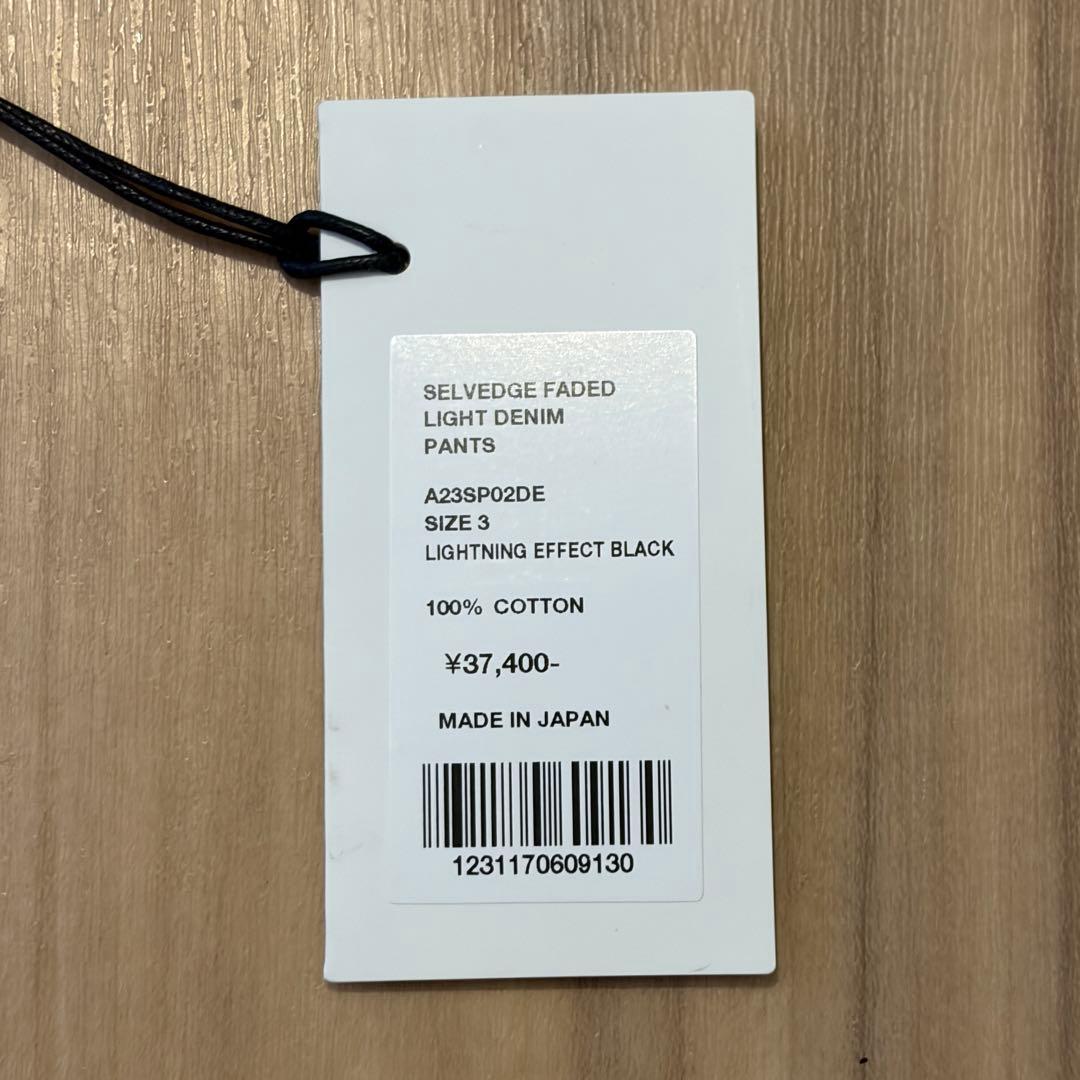 SELVEDGE FADED
LIGHT DENIM
PANTS
A23SP02DE
SIZE 3
LIGHTNING EFFECT BLACK
100% COTTON
¥37,400-
MADE IN JAPAN
1231170609130